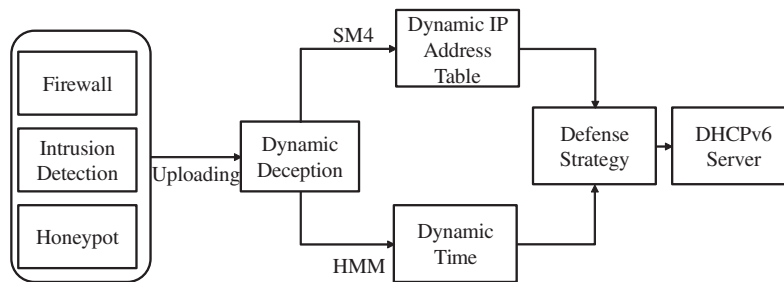 Firewall
Intrusion
Detection
Honeypot
Uploading
Dynamic
Deception
SM4
HMM
Dynamic IP
Address
Table
Dynamic
Time
Defense
Strategy
DHCPv6
Server